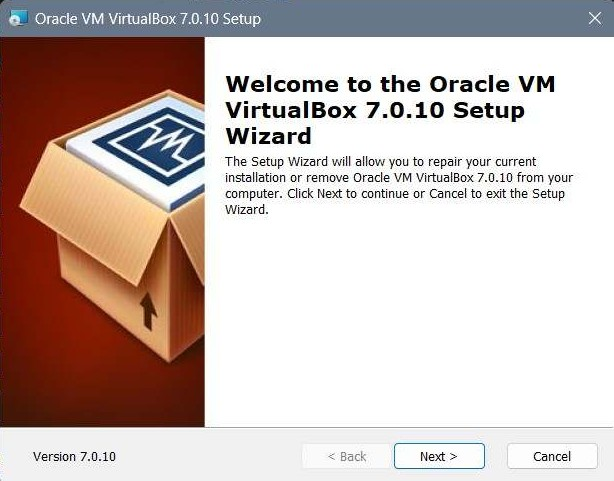 Oracle VM VirtualBox 7.0.10 Setup
Welcome to the Oracle VM
VirtualBox 7.0.10 Setup
Wizard
The Setup Wizard will allow you to repair your current
installation or remove Oracle VM VirtualBox 7.0.10 from your
computer. Click Next to continue or Cancel to exit the Setup
Wizard.
Version 7.0.10
< Back
Next >
Cancel